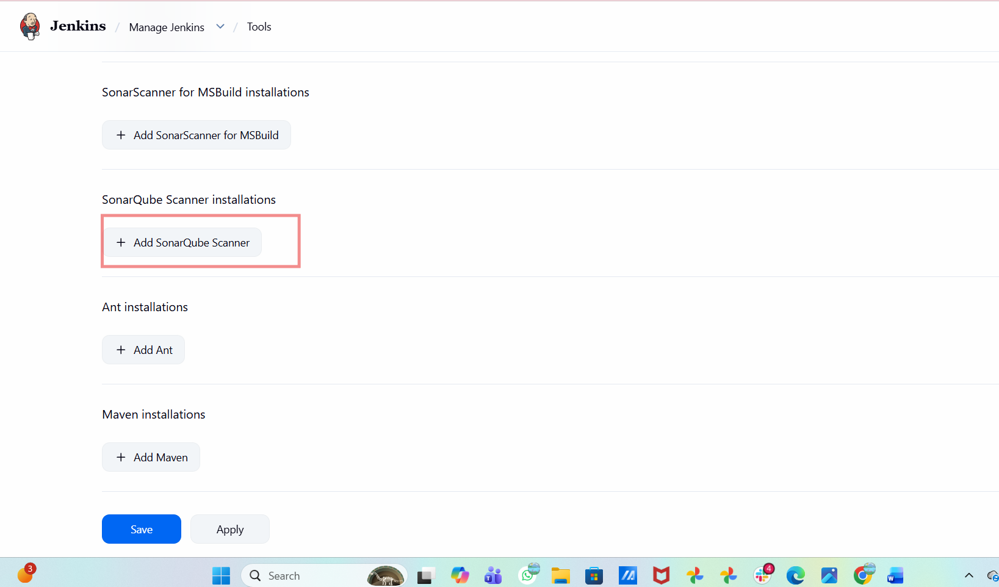 Jenkins / Manage Jenkins / Tools
SonarScanner for MSBuild installations
+ Add SonarScanner for MSBuild
SonarQube Scanner installations
+ Add SonarQube Scanner
Ant installations
+ Add Ant
Maven installations
+ Add Maven
Save Apply
3 Search T 4 W